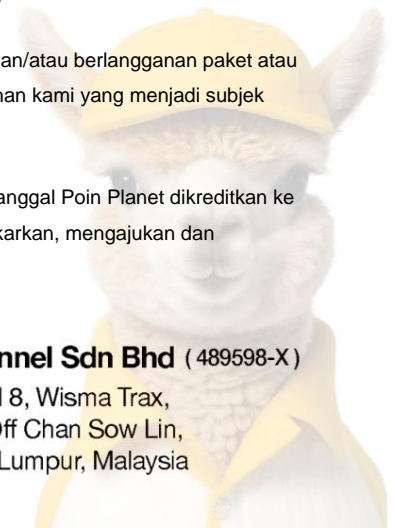 an/atau berlangganan paket atau
nan kami yang menjadi subjek
anggal Poin Planet dikreditkan ke
karkan, mengajukan dan
nnel Sdn Bhd (489598-X)
l 8, Wisma Trax,
Off Chan Sow Lin,
Lumpur, Malaysia